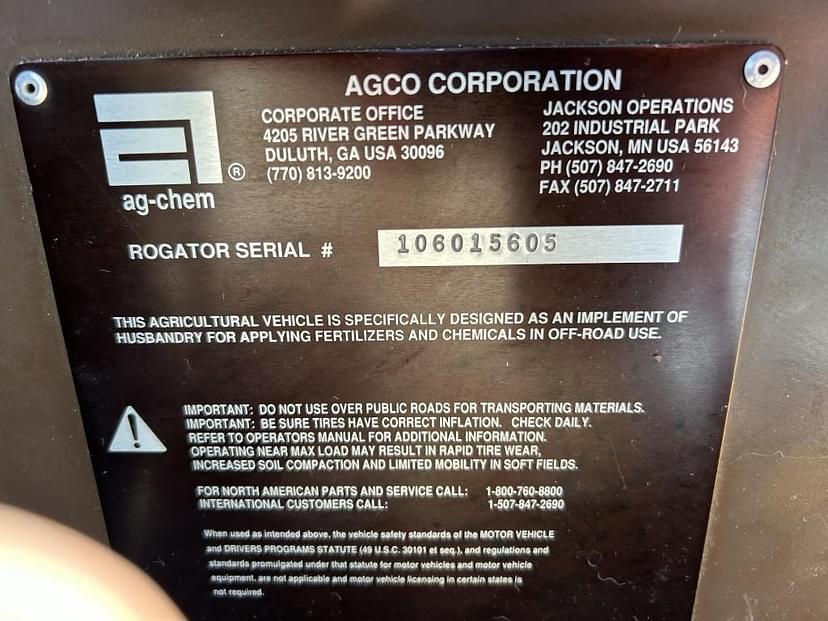 AGCO CORPORATION
CORPORATE OFFICE
4205 RIVER GREEN PARKWAY
DULUTH, GA USA 30096
(770) 813-9200
JACKSON OPERATIONS
202 INDUSTRIAL PARK
JACKSON, MN USA 56143
PH (507) 847-2690
FAX (507) 847-2711
®
ag-chem
ROGATOR SERIAL # 106015605
THIS AGRICULTURAL VEHICLE IS SPECIFICALLY DESIGNED AS AN IMPLEMENT OF
HUSBANDRY FOR APPLYING FERTILIZERS AND CHEMICALS IN OFF-ROAD USE.
IMPORTANT: DO NOT USE OVER PUBLIC ROADS FOR TRANSPORTING MATERIALS.
IMPORTANT: BE SURE TIRES HAVE CORRECT INFLATION. CHECK DAILY.
REFER TO OPERATORS MANUAL FOR ADDITIONAL INFORMATION.
OPERATING NEAR MAX LOAD MAY RESULT IN RAPID TIRE WEAR,
INCREASED SOIL COMPACTION AND LIMITED MOBILITY IN SOFT FIELDS.
FOR NORTH AMERICAN PARTS AND SERVICE CALL: 1-800-760-8800
INTERNATIONAL CUSTOMERS CALL: 1-507-847-2690
When used as intended above, the vehicle safety standards of the MOTOR VEHICLE
and DRIVERS PROGRAMS STATUTE (49 U.S.C. 30101 et seq.), and regulations and
standards promulgated under that statute for motor vehicles and motor vehicle
equipment, are not applicable and motor vehicle licensing in certain states is
not required.